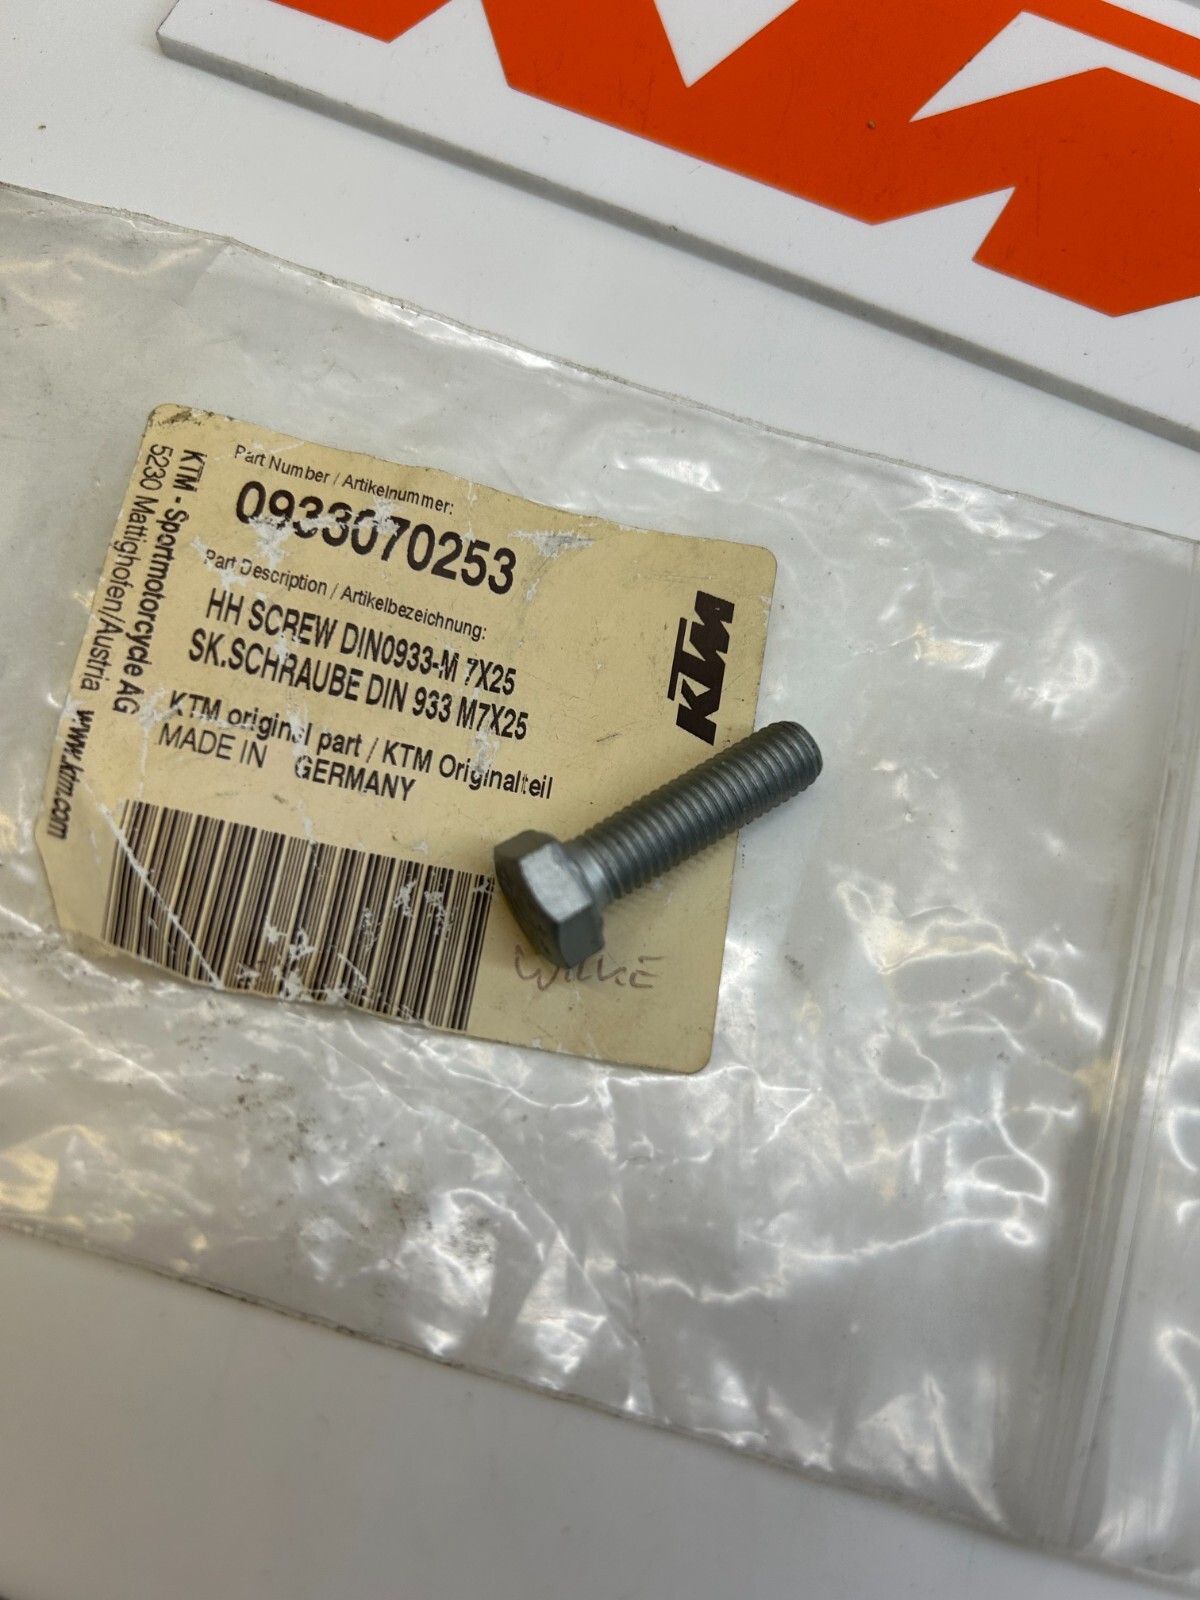 Part Number / Artikelnummer:
0933070253
Part Description / Artikelbezeichnung:
HH SCREW DIN0933-M 7X25
SK.SCHRAUBE DIN 933 M7X25
KTM original part / KTM Originalteil
MADE IN GERMANY
KTM - Sportmotorcycle AG
5230 Mattighofen/Austria www.ktm.com
KTM